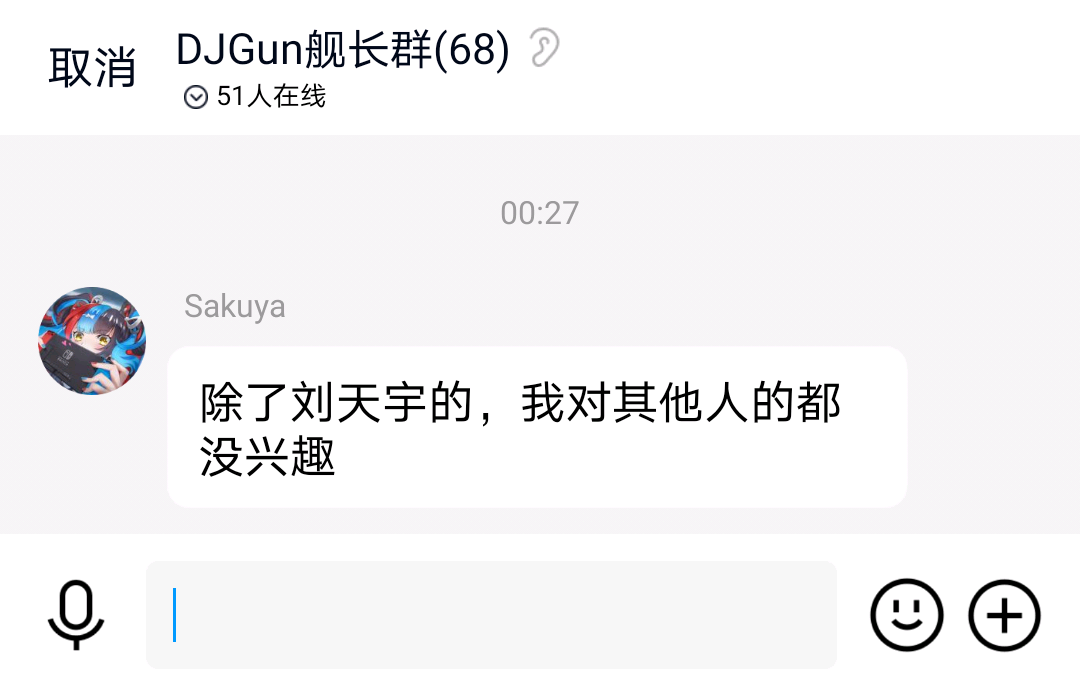 取消
DJGun舰长群(68)
51人在线
00:27
Sakuya
除了刘天宇的，我对其他人的都
没兴趣